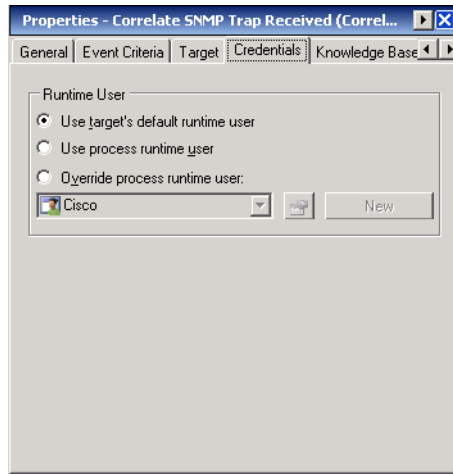 Properties - Correlate SNMP Trap Received (Correl...
General Event Criteria Target Credentials Knowledge Base
Runtime User
Use target's default runtime user
Use process runtime user
Override process runtime user:
Cisco New